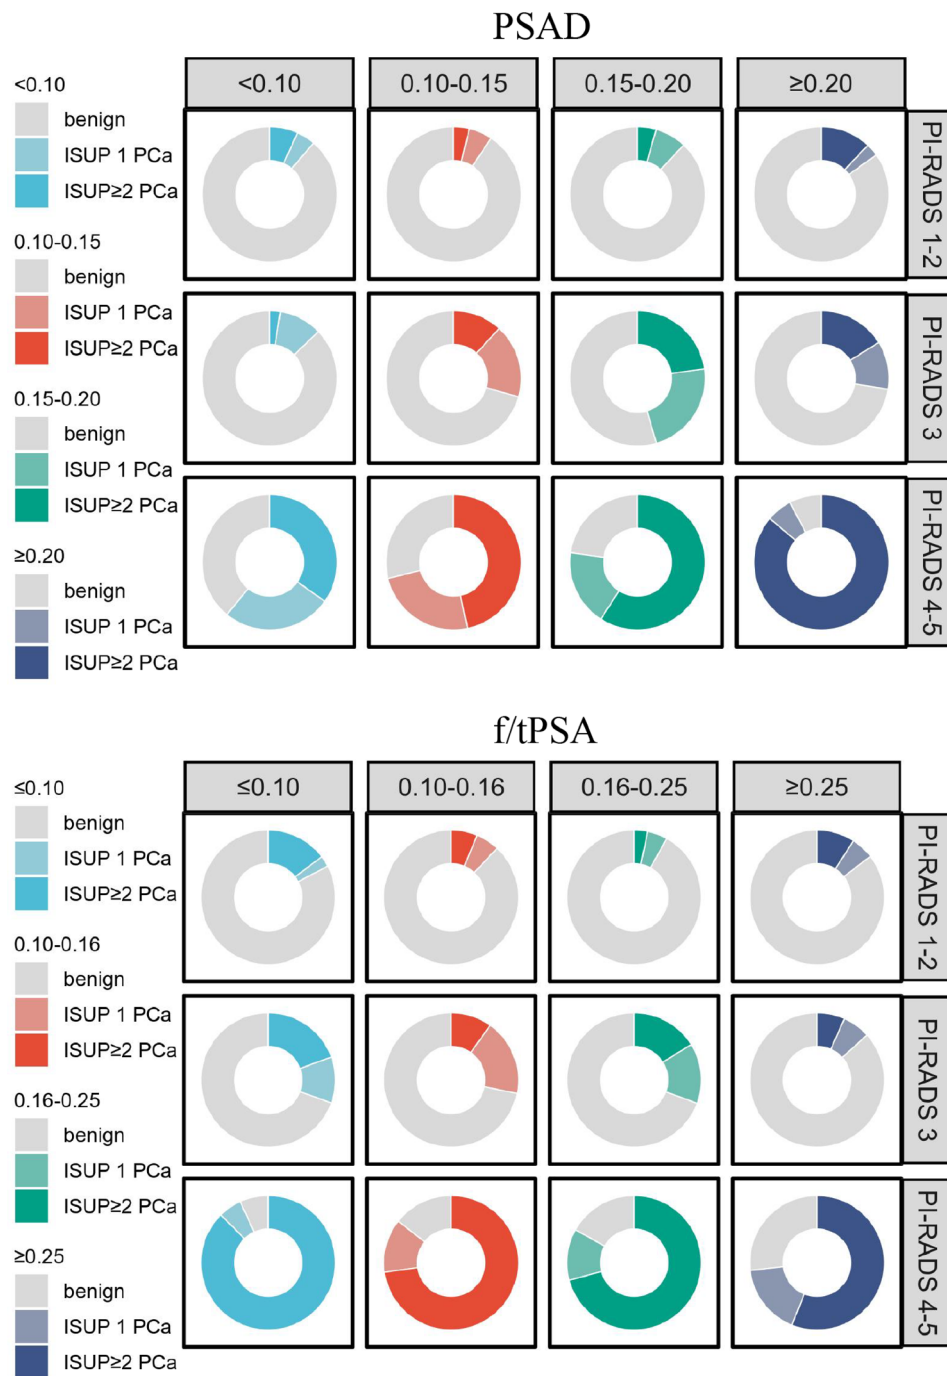 PSAD
<0.10
0.10-0.15
0.15-0.20
≥0.20
<0.10
benign
ISUP 1 PCa
ISUP≥2 PCa
0.10-0.15
benign
ISUP 1 PCa
ISUP≥2 PCa
0.15-0.20
benign
ISUP 1 PCa
ISUP≥2 PCa
≥0.20
benign
ISUP 1 PCa
ISUP≥2 PCa
PI-RADS 1-2
PI-RADS 3
PI-RADS 4-5
f/tPSA
≤0.10
0.10-0.16
0.16-0.25
≥0.25
≤0.10
benign
ISUP 1 PCa
ISUP≥2 PCa
0.10-0.16
benign
ISUP 1 PCa
ISUP≥2 PCa
0.16-0.25
benign
ISUP 1 PCa
ISUP≥2 PCa
≥0.25
benign
ISUP 1 PCa
ISUP≥2 PCa
PI-RADS 1-2
PI-RADS 3
PI-RADS 4-5